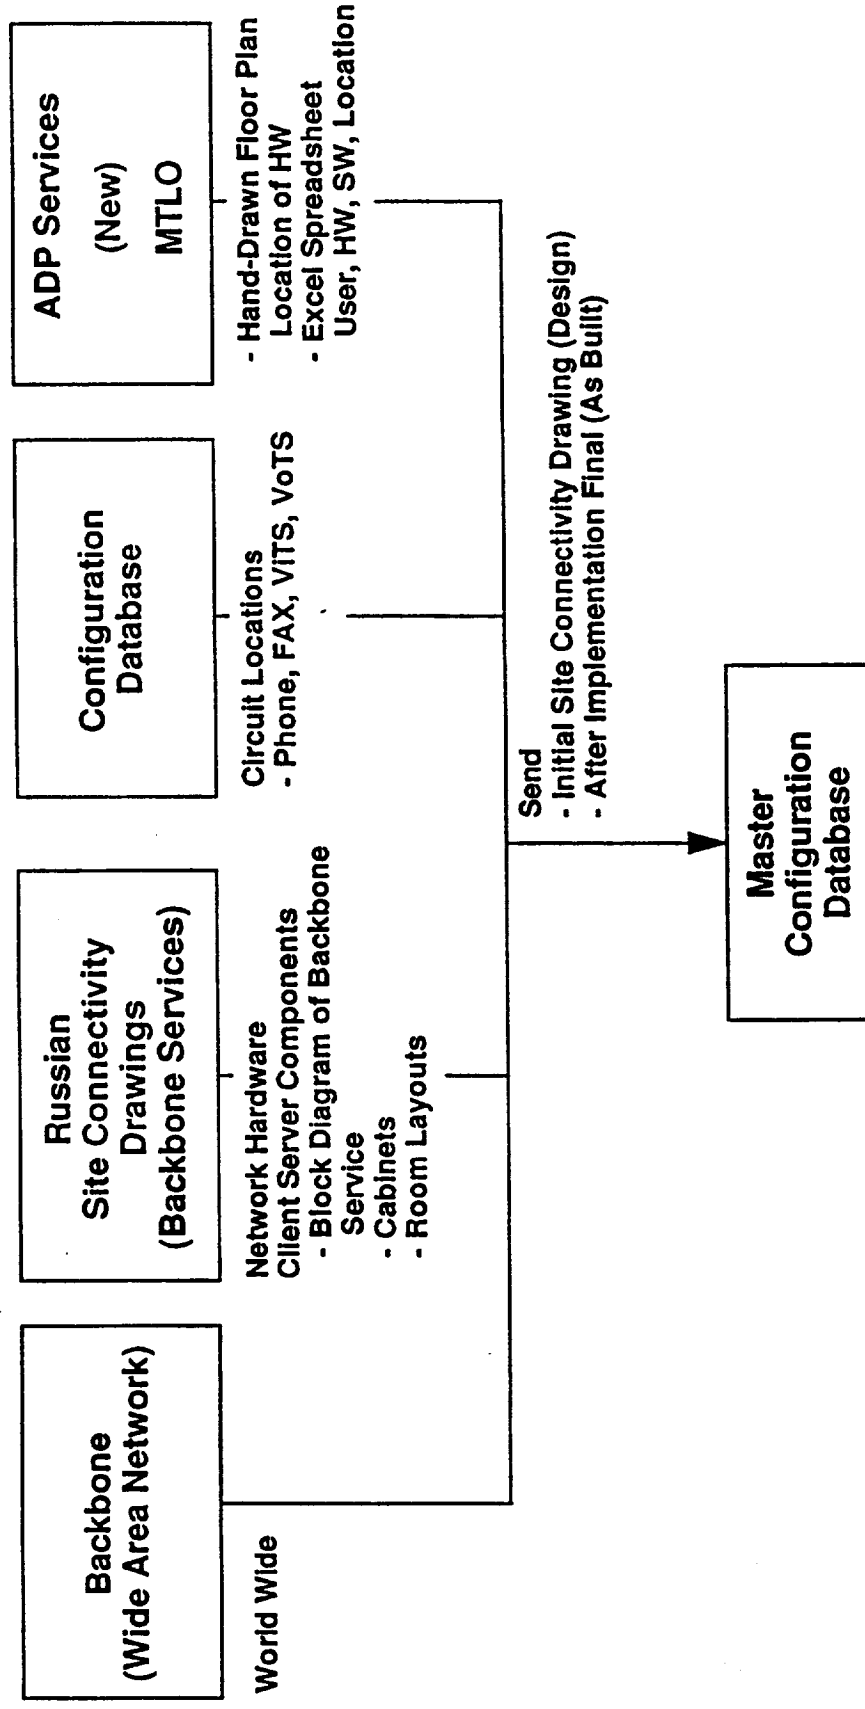 Backbone
(Wide Area Network)
World Wide
Russian
Site Connectivity
Drawings
(Backbone Services)
Network Hardware
Client Server Components
- Block Diagram of Backbone
Service
- Cabinets
- Room Layouts
Configuration
Database
Circuit Locations
- Phone, FAX, ViTS, VoTS
ADP Services
(New)
MTLO
- Hand-Drawn Floor Plan
Location of HW
- Excel Spreadsheet
User, HW, SW, Location
Send
- Initial Site Connectivity Drawing (Design)
- After Implementation Final (As Built)
Master
Configuration
Database